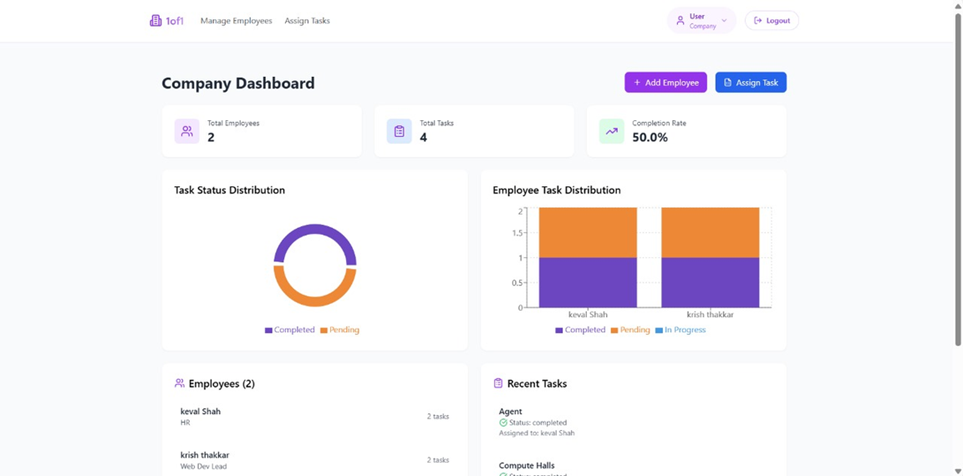 1of1 Manage Employees Assign Tasks User Company Logout
Company Dashboard Add Employee Assign Task
Total Employees
2
Total Tasks
4
Completion Rate
50.0%
Task Status Distribution
Completed Pending
Employee Task Distribution
2
1.5
1
0.5
0
keval Shah krish thakkar
Completed Pending In Progress
Employees (2)
keval Shah
HR
2 tasks
krish thakkar
Web Dev Lead
2 tasks
Recent Tasks
Agent
Status: completed
Assigned to: keval Shah
Compute Halls
Status: completed